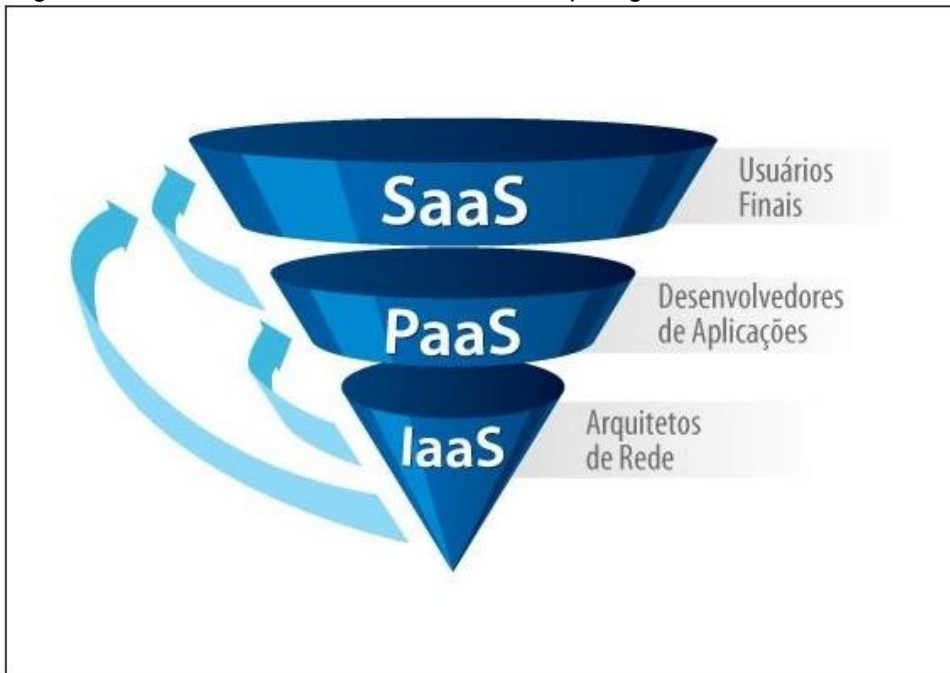 SaaS
Usuários
Finais
PaaS
Desenvolvedores
de Aplicações
IaaS
Arquitetos
de Rede